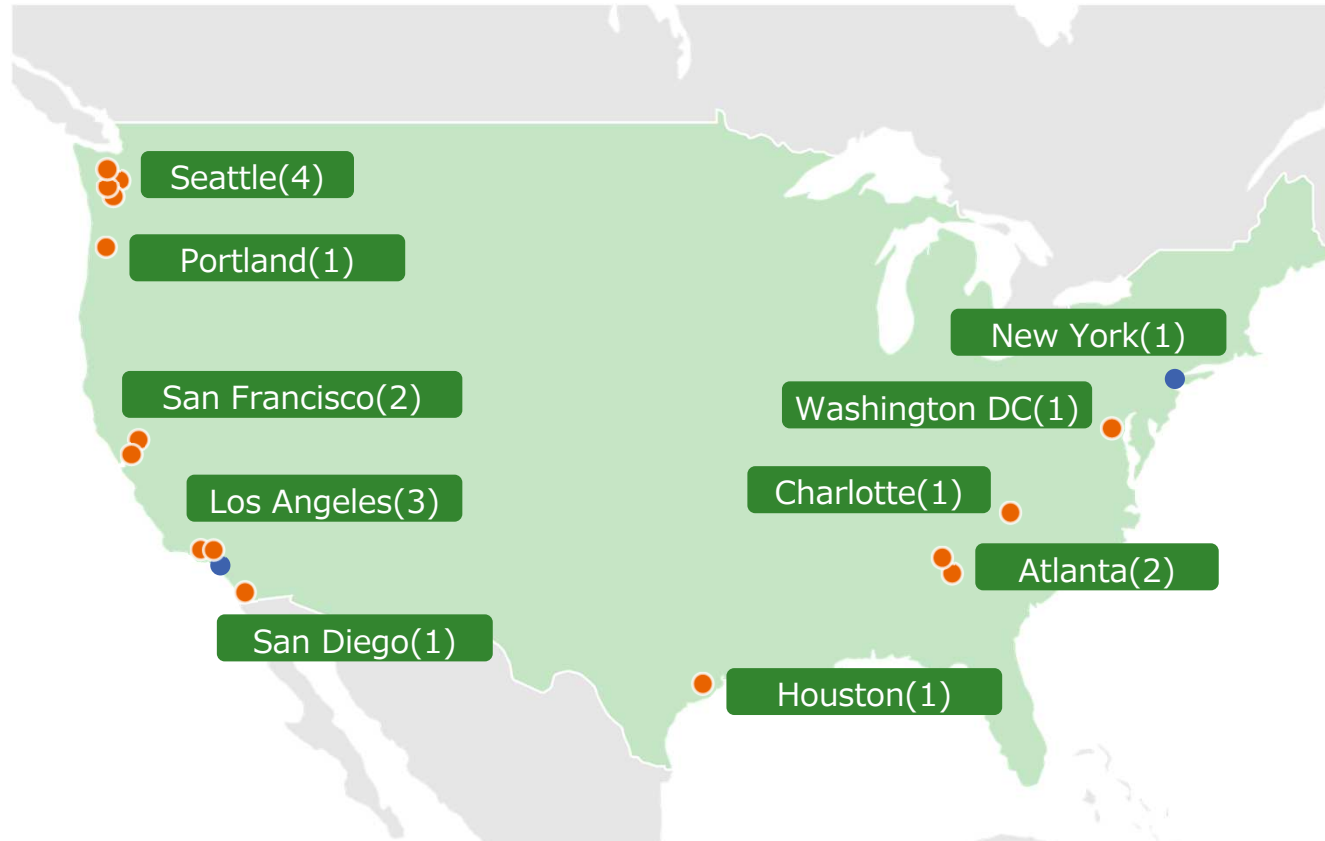 Seattle(4)
Portland(1)
New York(1)
San Francisco(2)
Washington DC(1)
Los Angeles(3)
Charlotte(1)
Atlanta(2)
San Diego(1)
Houston(1)